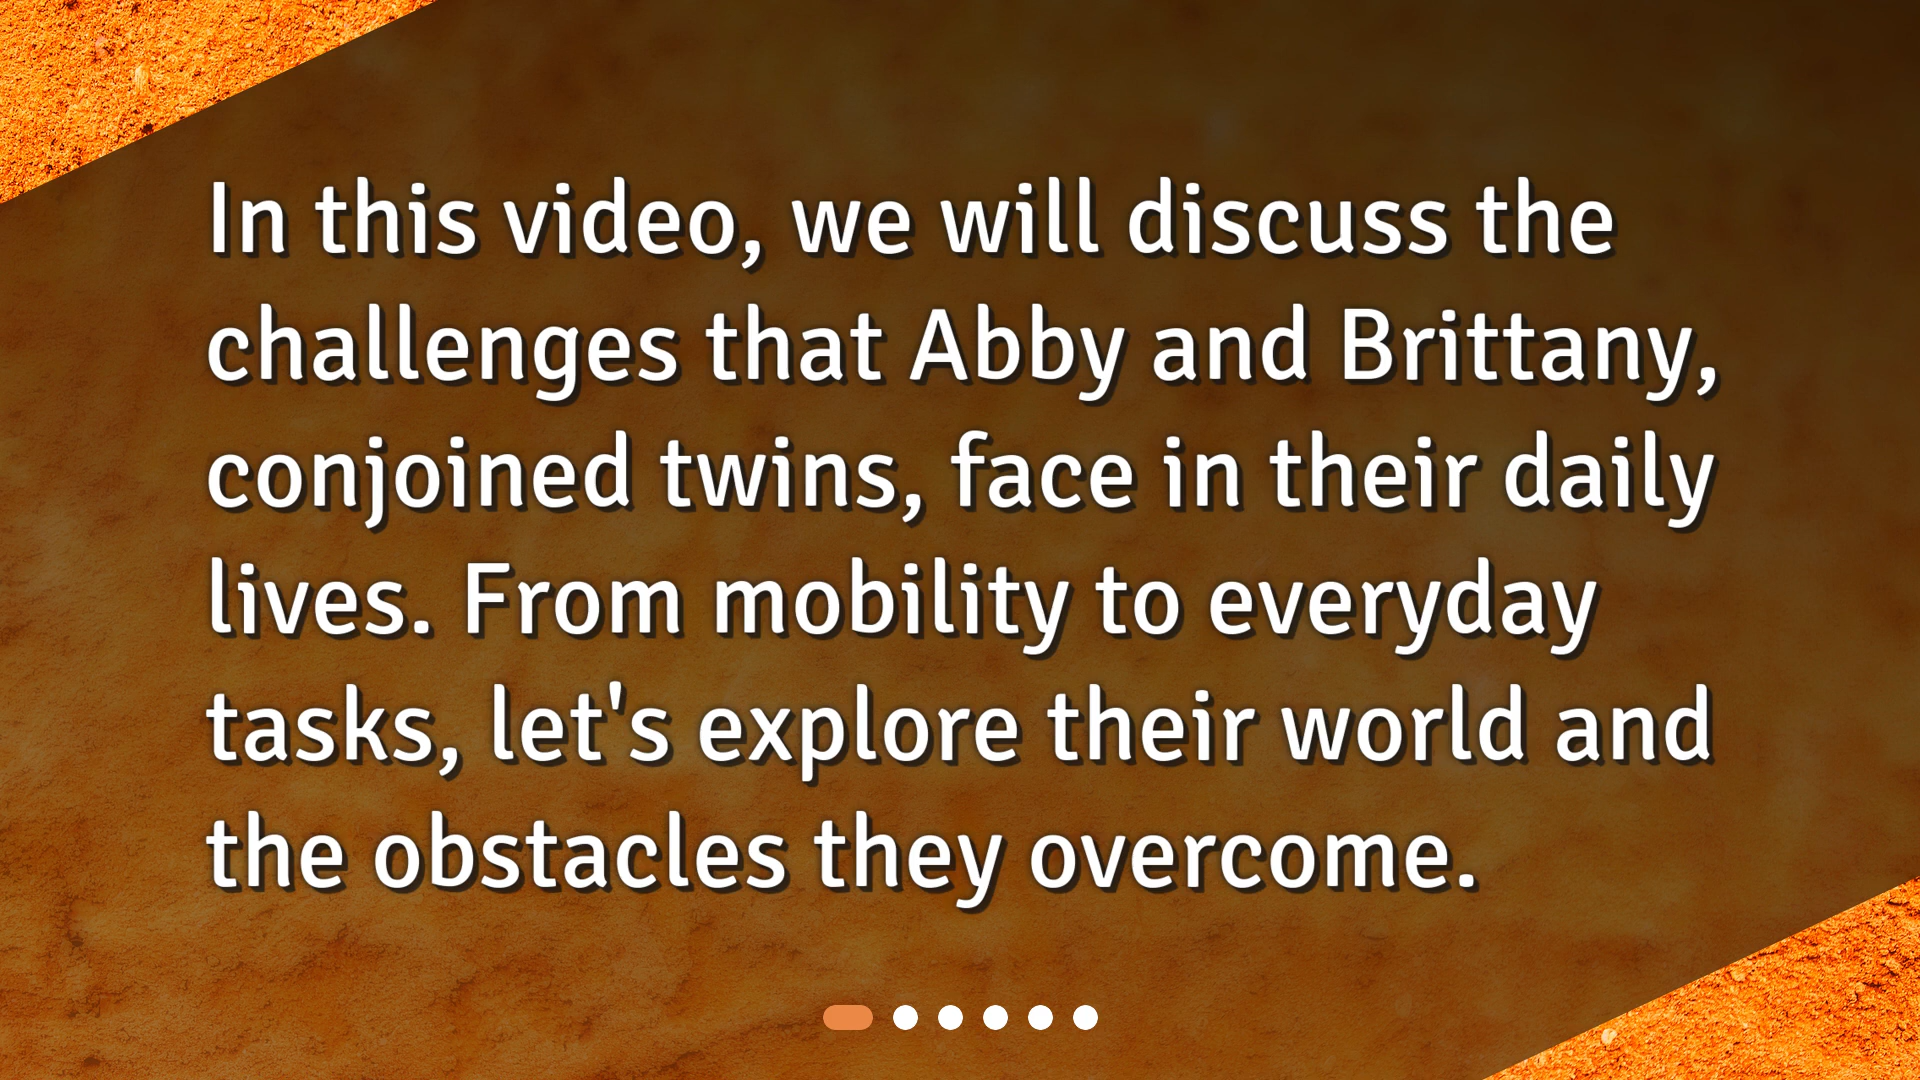 In this video, we will discuss the
challenges that Abby and Brittany,
conjoined twins, face in their daily
lives. From mobility to everyday
tasks, let's explore their world and
the obstacles they overcome.